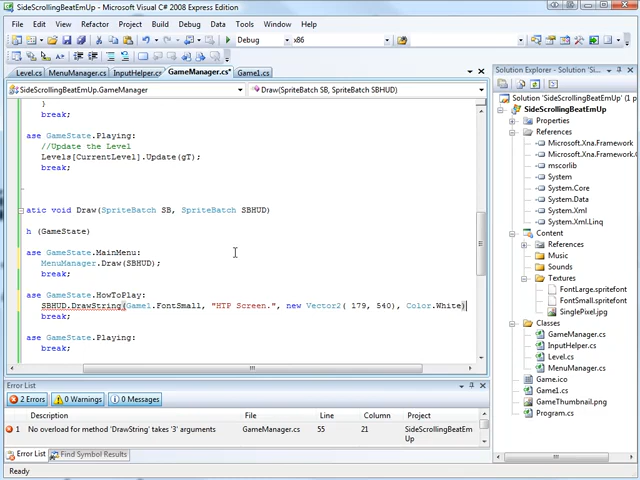 SideScrollingBeatEmUp - Microsoft Visual C# 2008 Express Edition
File Edit View Refactor Project Build Debug Data Tools Window Help
Debug x86
Level.cs MenuManager.cs InputHelper.cs GameManager.cs* Game1.cs
SideScrollingBeatEmUp.GameManager Draw(SpriteBatch SB, SpriteBatch SBHUD)
}
break;
ase GameState.Playing:
//Update the Level
Levels[CurrentLevel].Update(gT);
break;
atic void Draw(SpriteBatch SB, SpriteBatch SBHUD)
h (GameState)
ase GameState.MainMenu:
MenuManager.Draw(SBHUD);
break;
ase GameState.HowToPlay:
SBHUD.DrawString(Game1.FontSmall, "HTP Screen.", new Vector2( 179, 540), Color.White)
break;
ase GameState.Playing:
break;
Error List
2 Errors 0 Warnings 0 Messages
Description File Line Column Project
1 No overload for method 'DrawString' takes '3' arguments GameManager.cs 55 21 SideScrollingBeatEm
Up
Error List Find Symbol Results
Ready
Solution Explorer - Solution 'SideScr...
Solution 'SideScrollingBeatEmUp' (
SideScrollingBeatEmUp
Properties
References
Microsoft.Xna.Framework
Microsoft.Xna.Framework
mscorlib
System
System.Core
System.Data
System.Xml
System.Xml.Linq
Content
References
Music
Sounds
Textures
FontLarge.spritefont
FontSmall.spritefont
SinglePixel.jpg
Classes
GameManager.cs
InputHelper.cs
Level.cs
MenuManager.cs
Game.ico
Game1.cs
GameThumbnail.png
Program.cs